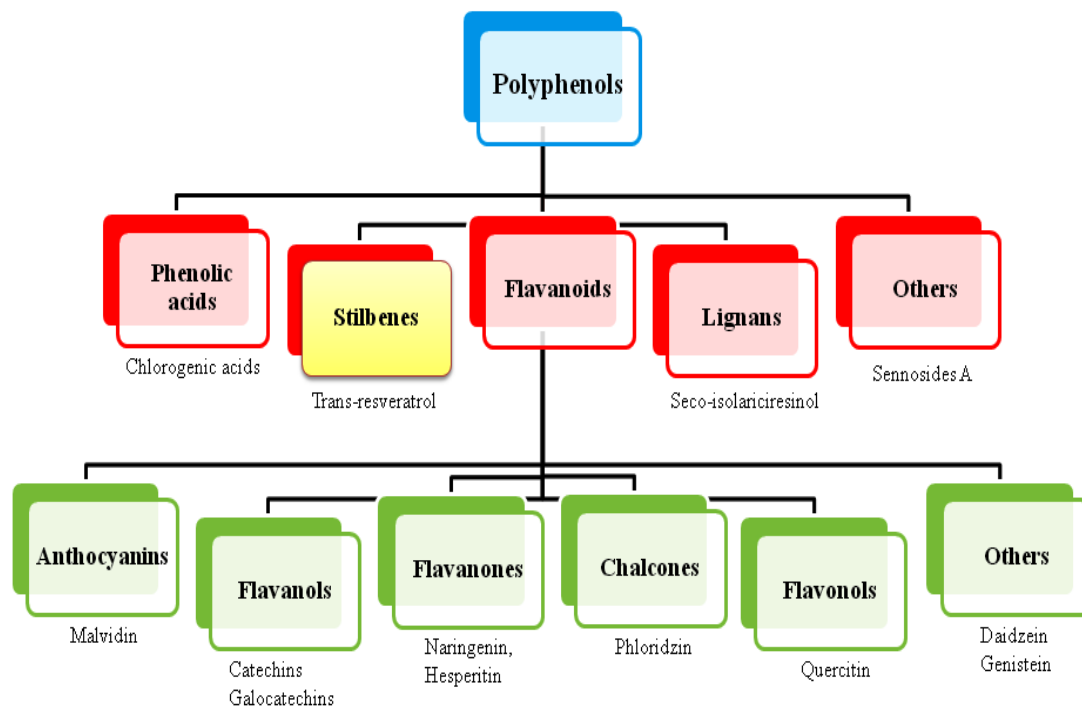 Polyphenols
Phenolic
acids
Chlorogenic acids
Stilbenes
Trans-resveratrol
Flavanoids
Lignans
Seco-isolariciresinol
Others
Sennosides A
Anthocyanins
Malvidin
Flavanols
Catechins
Galocatechins
Flavanones
Naringenin,
Hesperitin
Chalcones
Phloridzin
Flavonols
Quercitin
Others
Daidzein
Genistein